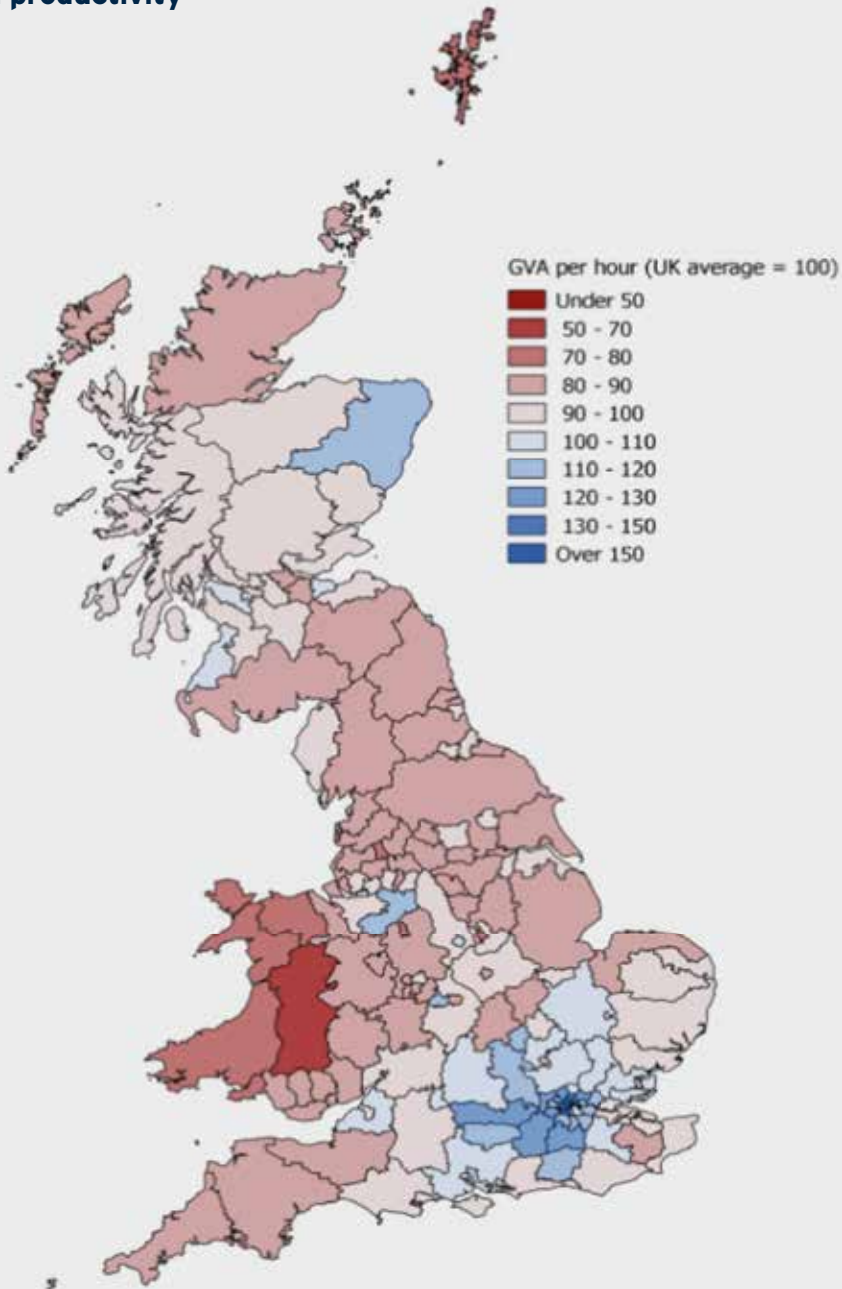 productivity
GVA per hour (UK average = 100)
Under 50
50 - 70
70 - 80
80 - 90
90 - 100
100 - 110
110 - 120
120 - 130
130 - 150
Over 150